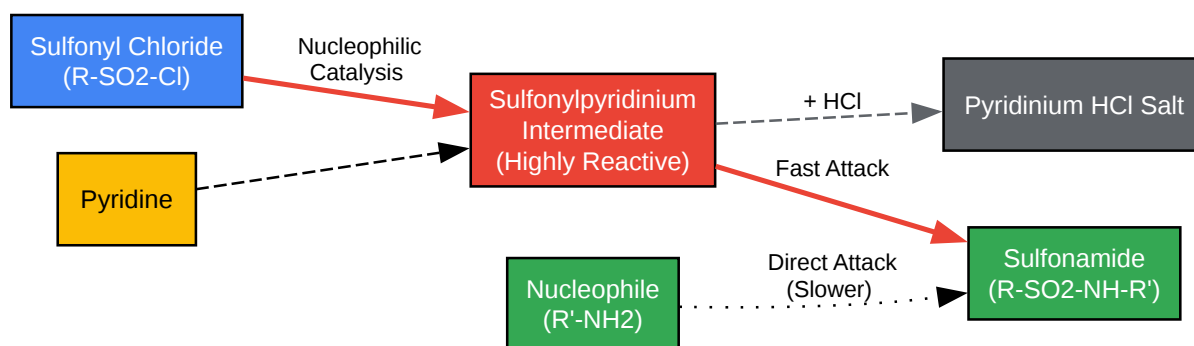 Sulfonyl Chloride
(R-SO2-Cl)
Nucleophilic
Catalysis
Sulfonylpyridinium
Intermediate
(Highly Reactive)
+ HCl
Pyridinium HCl Salt
Pyridine
Fast Attack
Nucleophile
(R'-NH2)
Direct Attack
(Slower)
Sulfonamide
(R-SO2-NH-R')